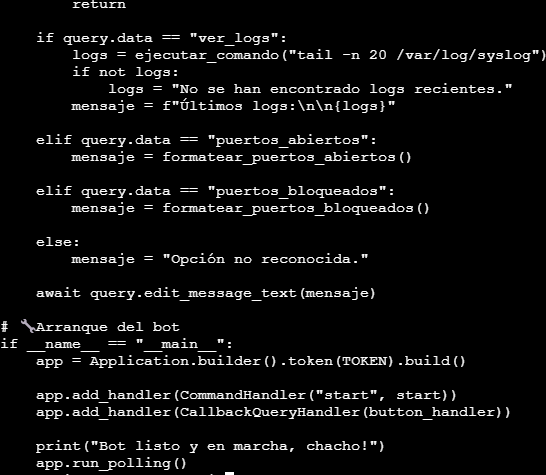 return

    if query.data == "ver_logs":
        logs = ejecutar_comando("tail -n 20 /var/log/syslog")
        if not logs:
            logs = "No se han encontrado logs recientes."
        mensaje = f"Últimos logs:\n\n{logs}"

    elif query.data == "puertos_abiertos":
        mensaje = formatear_puertos_abiertos()

    elif query.data == "puertos_bloqueados":
        mensaje = formatear_puertos_bloqueados()

    else:
        mensaje = "Opción no reconocida."

    await query.edit_message_text(mensaje)

# 🔧Arranque del bot
if __name__ == "__main__":
    app = Application.builder().token(TOKEN).build()

    app.add_handler(CommandHandler("start", start))
    app.add_handler(CallbackQueryHandler(button_handler))

    print("Bot listo y en marcha, chacho!")
    app.run_polling()